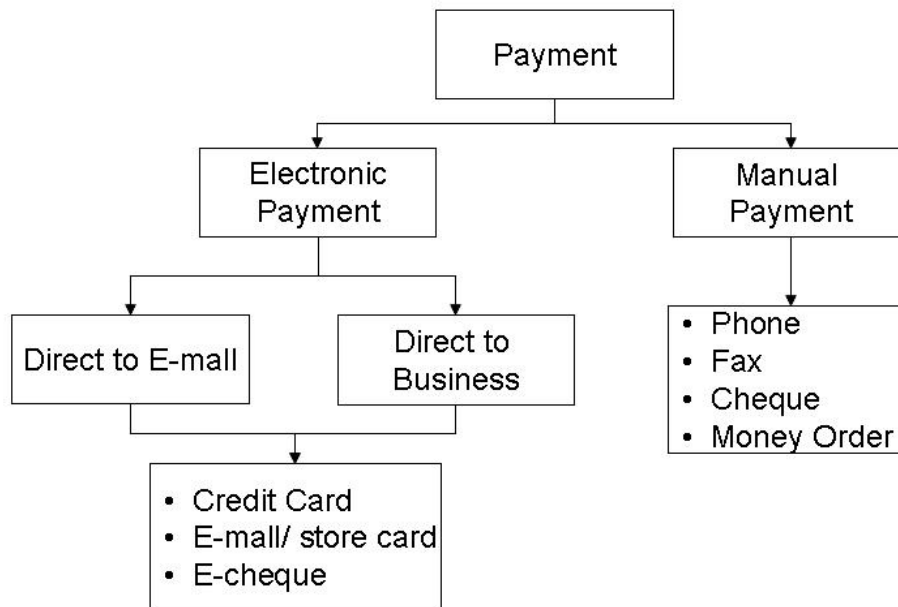 Payment
Electronic
Payment
Manual
Payment
Direct to E-mall
Direct to
Business
• Phone
• Fax
• Cheque
• Money Order
• Credit Card
• E-mall/ store card
• E-cheque